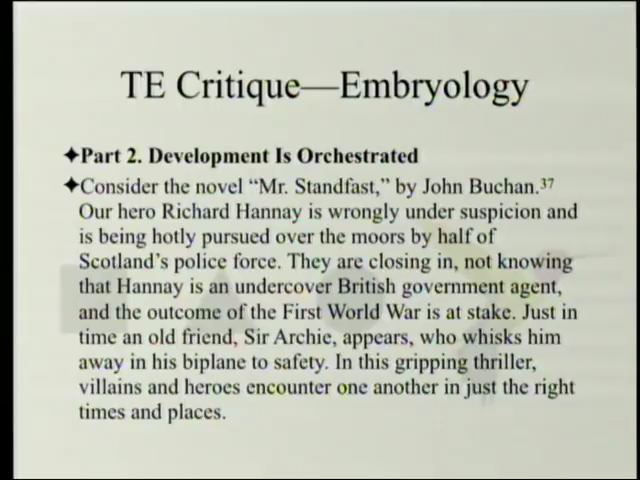 TE Critique—Embryology
✦Part 2. Development Is Orchestrated
✦Consider the novel “Mr. Standfast,” by John Buchan.³⁷
Our hero Richard Hannay is wrongly under suspicion and
is being hotly pursued over the moors by half of
Scotland’s police force. They are closing in, not knowing
that Hannay is an undercover British government agent,
and the outcome of the First World War is at stake. Just in
time an old friend, Sir Archie, appears, who whisks him
away in his biplane to safety. In this gripping thriller,
villains and heroes encounter one another in just the right
times and places.